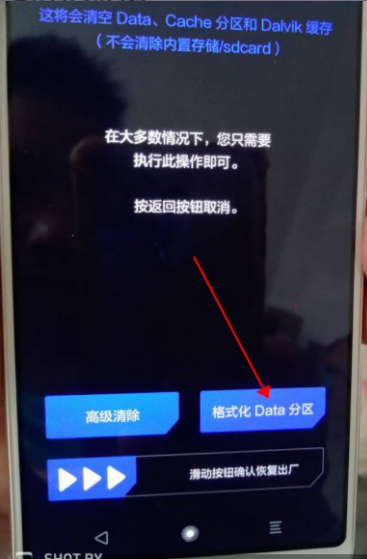 这将会清空 Data、Cache 分区和 Dalvik 缓存
（不会清除内置存储/sdcard）
在大多数情况下，您只需要
执行此操作即可。
按返回按钮取消。
高级清除
格式化 Data 分区
滑动按钮确认恢复出厂
SHOT BY